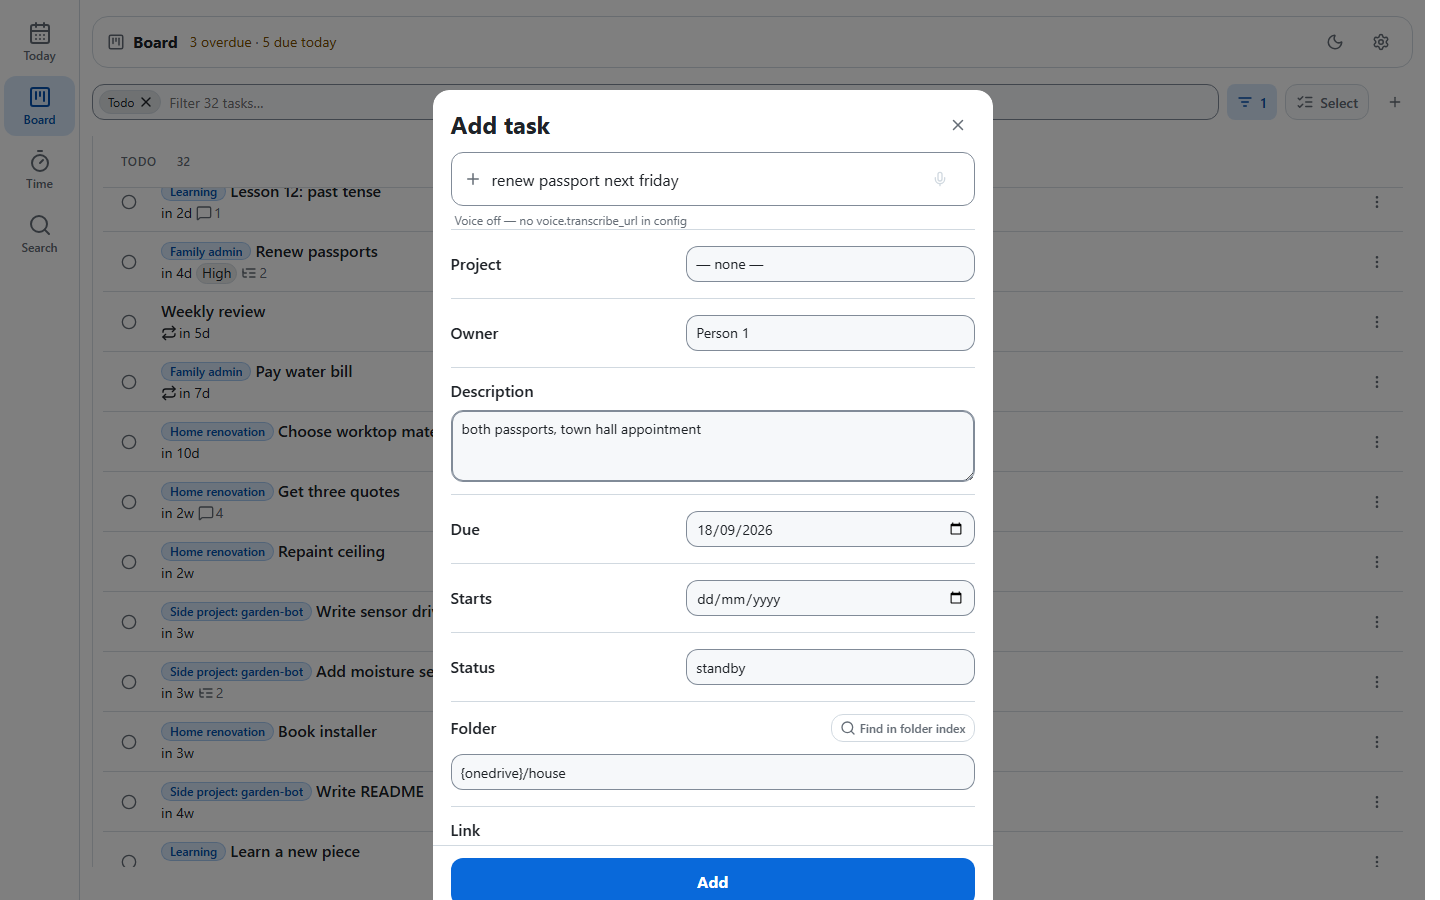 Today
Board
Time
Search
Board 3 overdue · 5 due today
Todo Filter 32 tasks...
1
Select
TODO 32
Learning Lesson 12: past tense
in 2d 1
Family admin Renew passports
in 4d High 2
Weekly review
in 5d
Family admin Pay water bill
in 7d
Home renovation Choose worktop mate
in 10d
Home renovation Get three quotes
in 2w 4
Home renovation Repaint ceiling
in 2w
Side project: garden-bot Write sensor dri
in 3w
Side project: garden-bot Add moisture se
in 3w 2
Home renovation Book installer
in 3w
Side project: garden-bot Write README
in 4w
Learning Learn a new piece
Add task
renew passport next friday
Voice off — no voice.transcribe_url in config
Project — none —
Owner Person 1
Description
both passports, town hall appointment
Due 18/09/2026
Starts dd/mm/yyyy
Status standby
Folder Find in folder index
{onedrive}/house
Link
Add